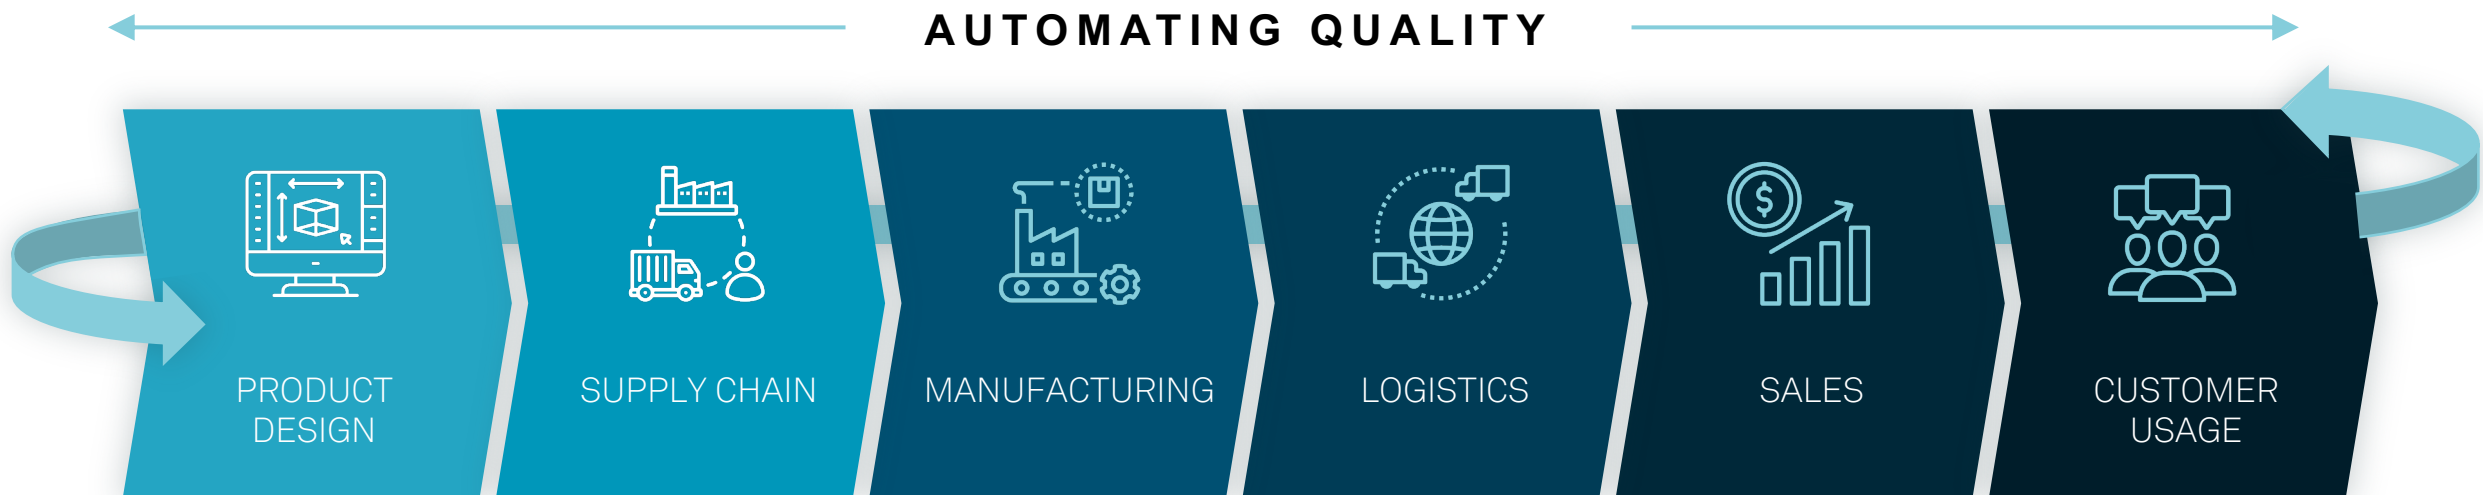 AUTOMATING QUALITY
PRODUCT
DESIGN
SUPPLY CHAIN
MANUFACTURING
LOGISTICS
$
SALES
CUSTOMER
USAGE